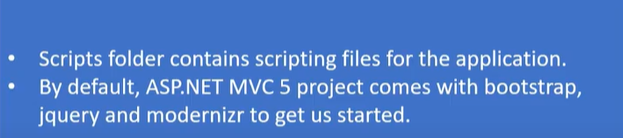 • Scripts folder contains scripting files for the application.
• By default, ASP.NET MVC 5 project comes with bootstrap,
jquery and modernizr to get us started.